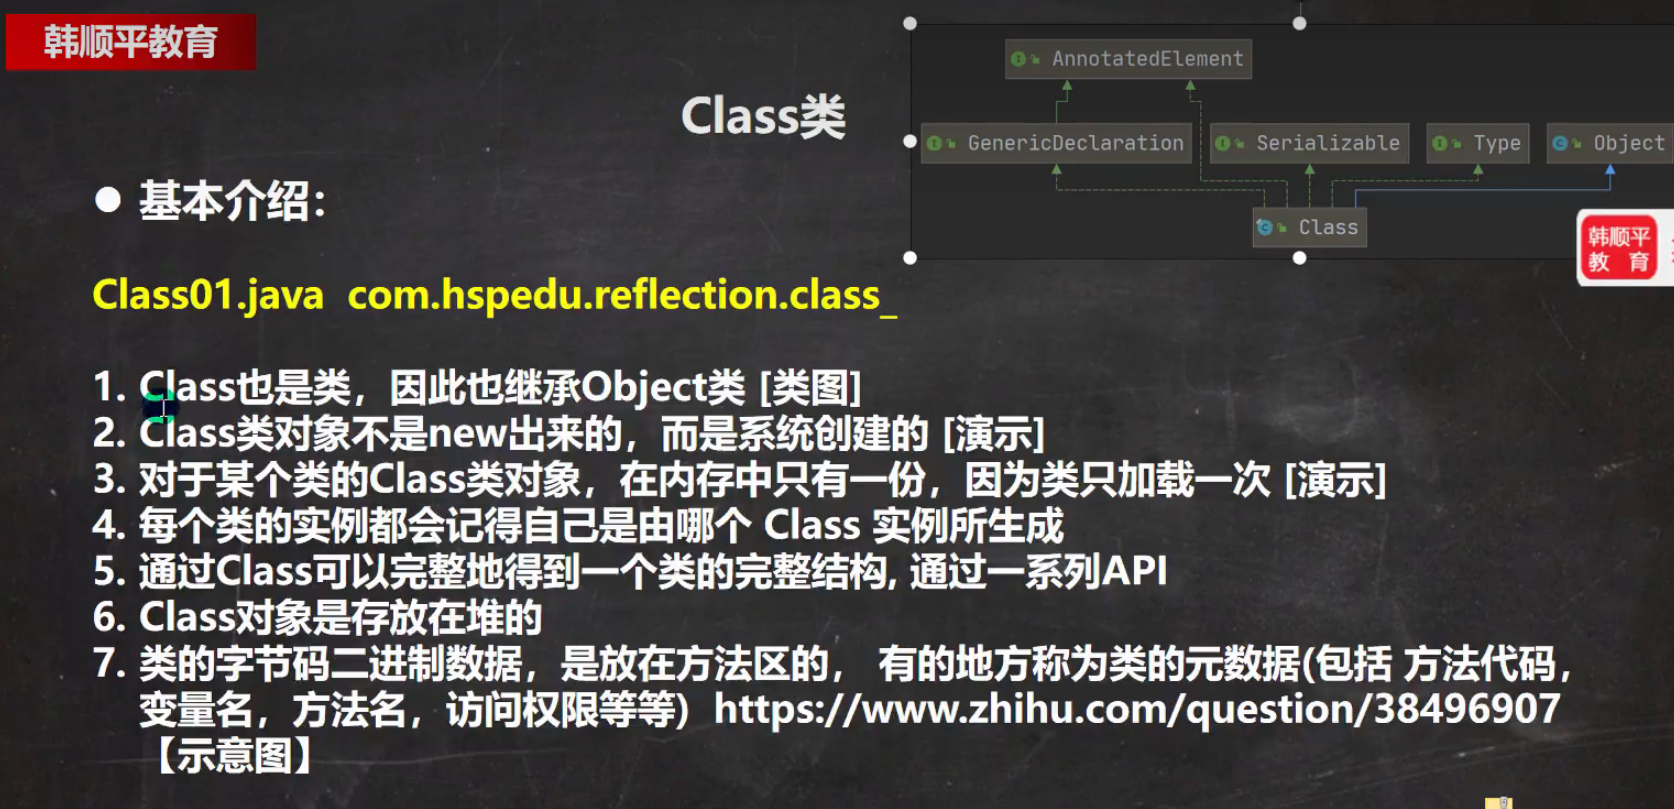 韩顺平教育
AnnotatedElement
Class类
GenericDeclaration
Serializable
Type
Object
Class
韩顺平
教 育
● 基本介绍：
Class01.java com.hspedu.reflection.class_
1. Class也是类，因此也继承Object类 [类图]
2. Class类对象不是new出来的，而是系统创建的 [演示]
3. 对于某个类的Class类对象，在内存中只有一份，因为类只加载一次 [演示]
4. 每个类的实例都会记得自己是由哪个 Class 实例所生成
5. 通过Class可以完整地得到一个类的完整结构, 通过一系列API
6. Class对象是存放在堆的
7. 类的字节码二进制数据，是放在方法区的， 有的地方称为类的元数据(包括 方法代码，
变量名，方法名，访问权限等等) https://www.zhihu.com/question/38496907
【示意图】